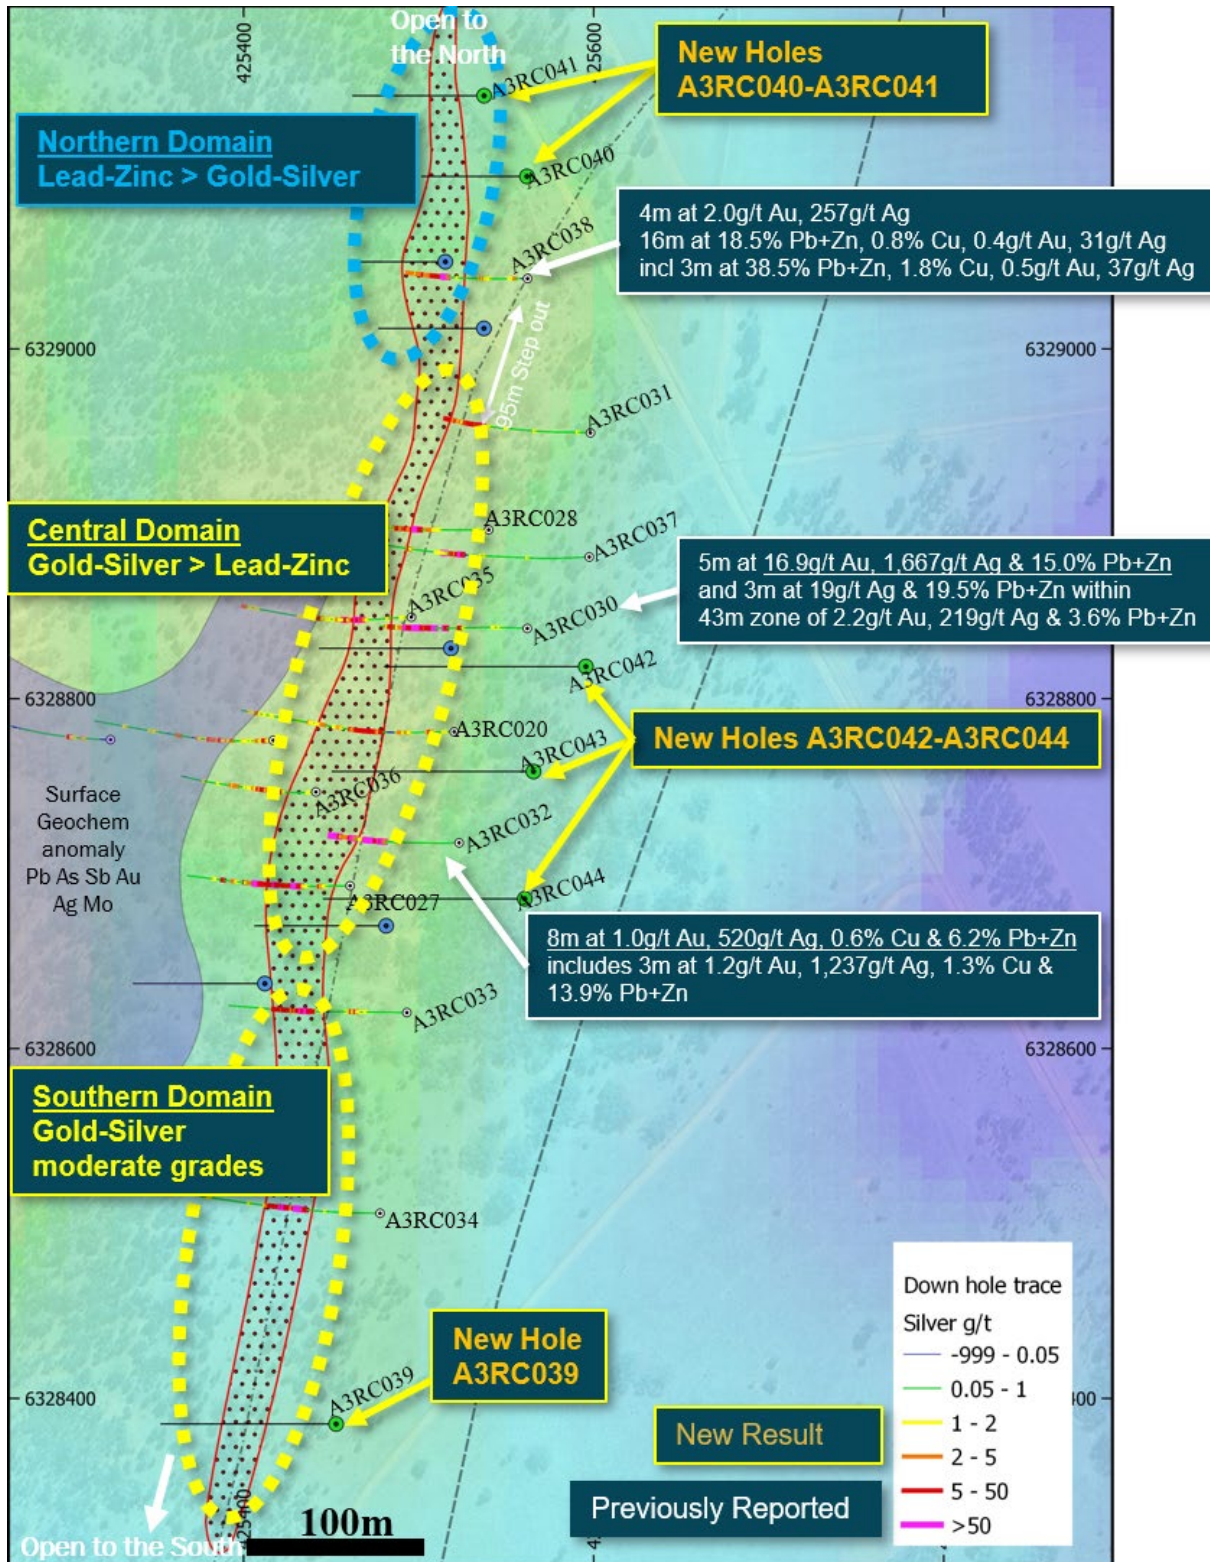 Open to
the North
425400
25600
New Holes
A3RC040-A3RC041
A3RC041
Northern Domain
Lead-Zinc > Gold-Silver
A3RC040
4m at 2.0g/t Au, 257g/t Ag
16m at 18.5% Pb+Zn, 0.8% Cu, 0.4g/t Au, 31g/t Ag
incl 3m at 38.5% Pb+Zn, 1.8% Cu, 0.5g/t Au, 37g/t Ag
A3RC038
6329000
6329000
95m Step out
A3RC031
Central Domain
Gold-Silver > Lead-Zinc
A3RC028
A3RC037
5m at 16.9g/t Au, 1,667g/t Ag & 15.0% Pb+Zn
and 3m at 19g/t Ag & 19.5% Pb+Zn within
43m zone of 2.2g/t Au, 219g/t Ag & 3.6% Pb+Zn
A3RC035
A3RC030
A3RC042
6328800
6328800
New Holes A3RC042-A3RC044
A3RC020
A3RC043
Surface
Geochem
anomaly
Pb As Sb Au
Ag Mo
A3RC036
A3RC032
A3RC027
A3RC044
8m at 1.0g/t Au, 520g/t Ag, 0.6% Cu & 6.2% Pb+Zn
includes 3m at 1.2g/t Au, 1,237g/t Ag, 1.3% Cu &
13.9% Pb+Zn
A3RC033
6328600
6328600
Southern Domain
Gold-Silver
moderate grades
A3RC034
New Hole
A3RC039
A3RC039
6328400
400
Down hole trace
Silver g/t
-999 - 0.05
0.05 - 1
1 - 2
2 - 5
5 - 50
>50
New Result
Previously Reported
425400
4
100m
Open to the South